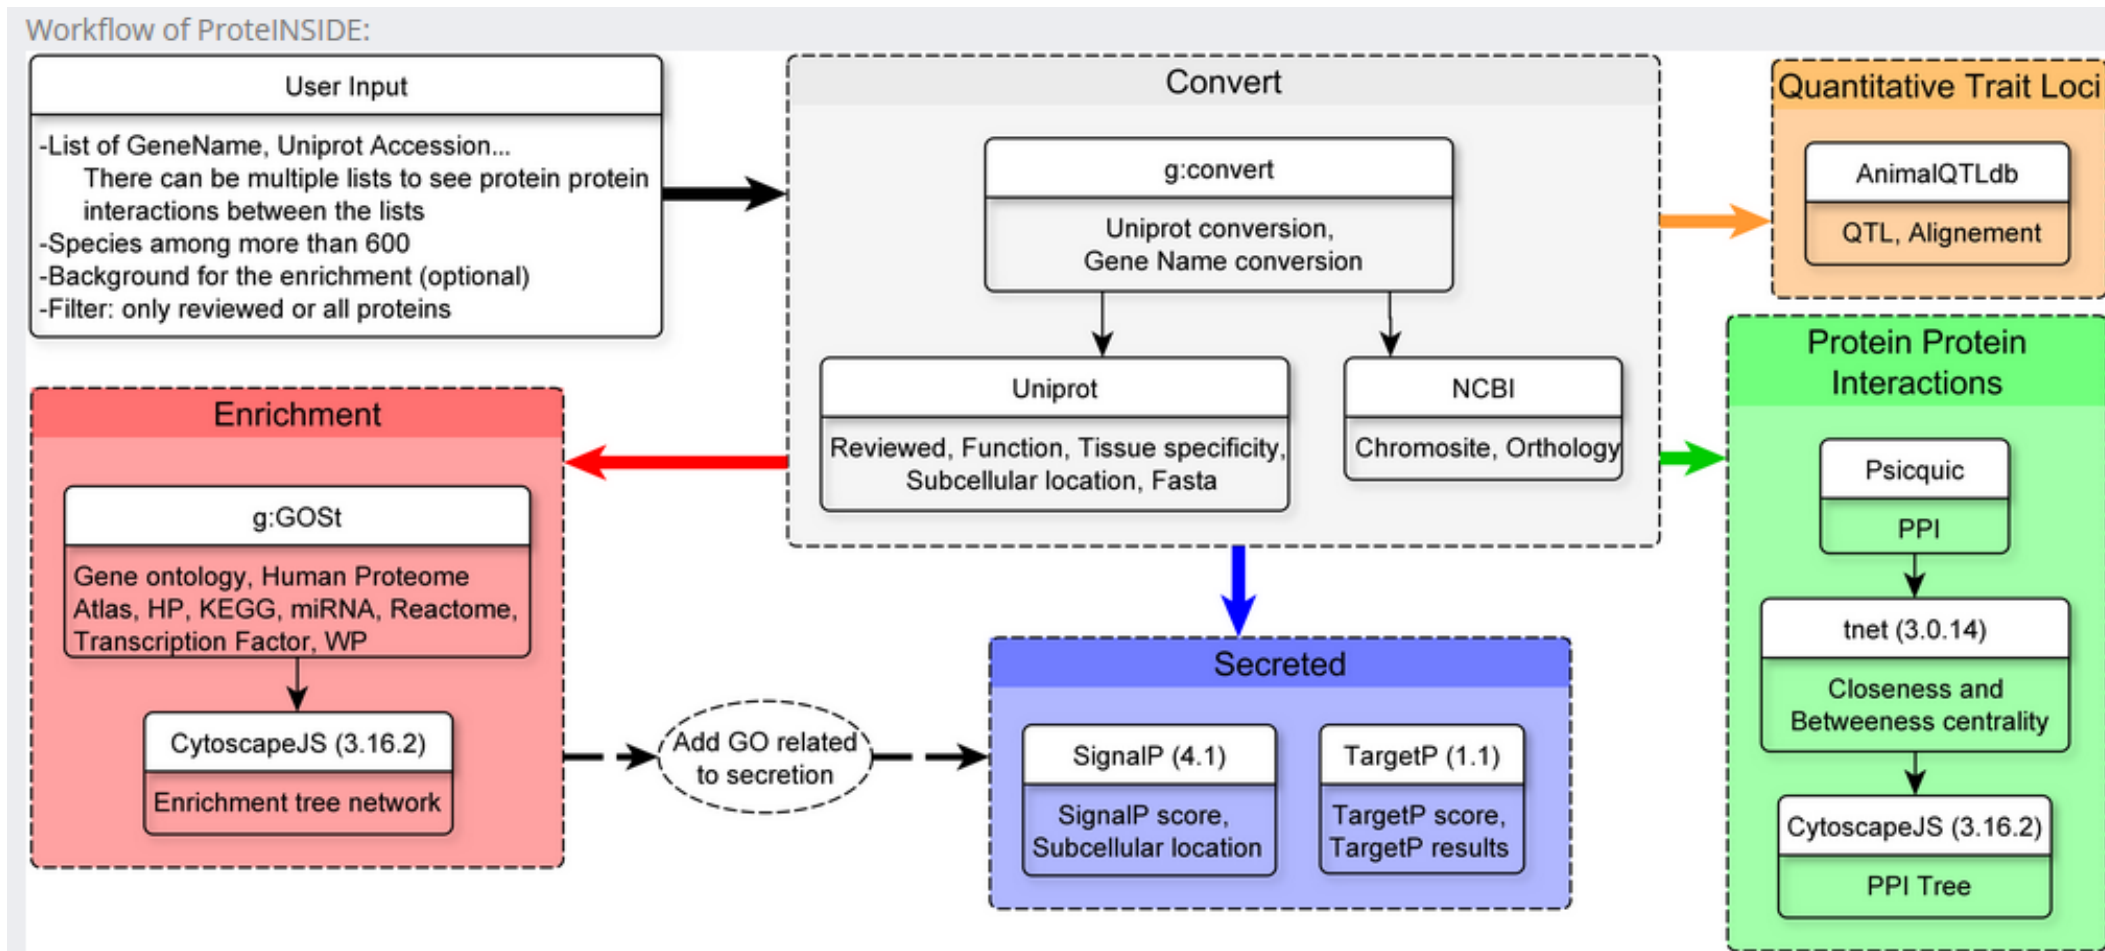 Workflow of ProteINSIDE:
User Input
-List of GeneName, Uniprot Accession...
There can be multiple lists to see protein protein
interactions between the lists
-Species among more than 600
-Background for the enrichment (optional)
-Filter: only reviewed or all proteins
Convert
g:convert
Uniprot conversion,
Gene Name conversion
Uniprot
Reviewed, Function, Tissue specificity,
Subcellular location, Fasta
NCBI
Chromosite, Orthology
Quantitative Trait Loci
AnimalQTLdb
QTL, Alignement
Protein Protein
Interactions
Psicquic
PPI
tnet (3.0.14)
Closeness and
Betweeness centrality
CytoscapeJS (3.16.2)
PPI Tree
Enrichment
g:GOSt
Gene ontology, Human Proteome
Atlas, HP, KEGG, miRNA, Reactome,
Transcription Factor, WP
CytoscapeJS (3.16.2)
Enrichment tree network
Add GO related
to secretion
Secreted
SignalP (4.1)
SignalP score,
Subcellular location
TargetP (1.1)
TargetP score,
TargetP results